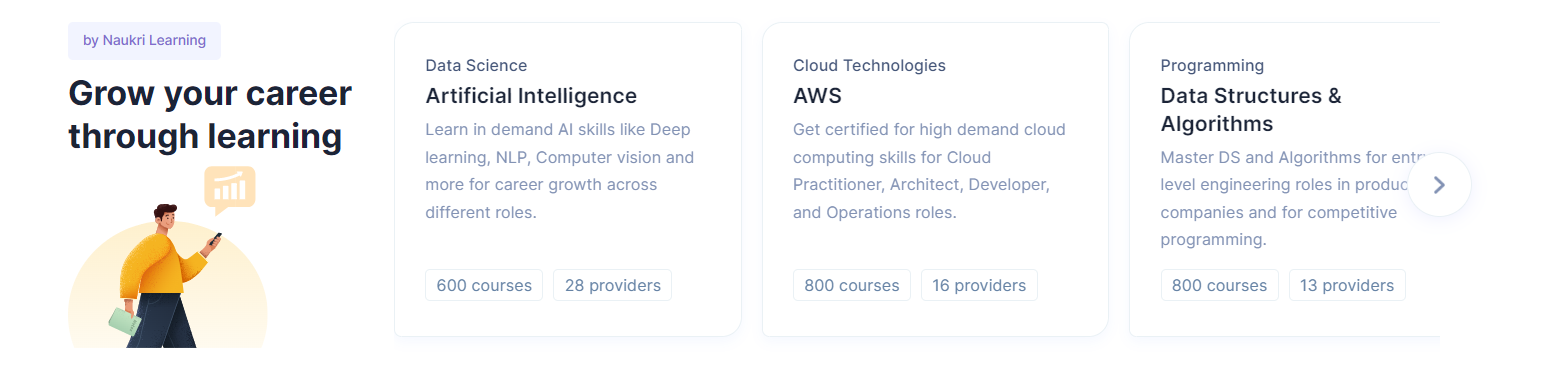 by Naukri Learning
Grow your career
through learning
Data Science
Artificial Intelligence
Learn in demand AI skills like Deep
learning, NLP, Computer vision and
more for career growth across
different roles.
600 courses
28 providers
Cloud Technologies
AWS
Get certified for high demand cloud
computing skills for Cloud
Practitioner, Architect, Developer,
and Operations roles.
800 courses
16 providers
Programming
Data Structures &
Algorithms
Master DS and Algorithms for
level engineering roles in
companies and for competitive
programming.
800 courses
13 providers